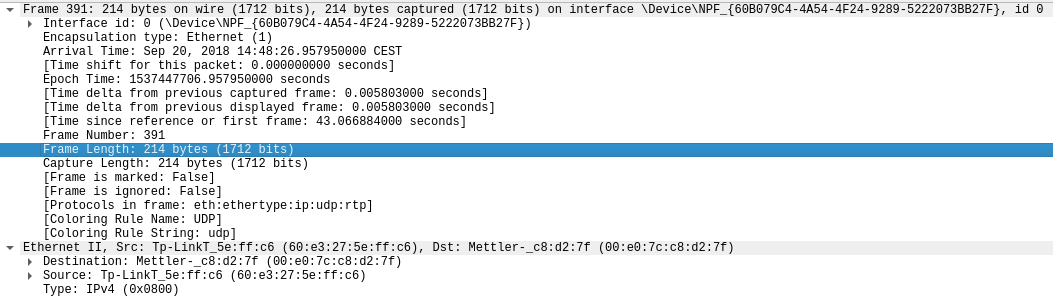 Frame 391: 214 bytes on wire (1712 bits), 214 bytes captured (1712 bits) on interface \Device\NPF_{60B079C4-4A54-4F24-9289-5222073BB27F}, id 0
Interface id: 0 (\Device\NPF_{60B079C4-4A54-4F24-9289-5222073BB27F})
Encapsulation type: Ethernet (1)
Arrival Time: Sep 20, 2018 14:48:26.957950000 CEST
[Time shift for this packet: 0.000000000 seconds]
Epoch Time: 1537447706.957950000 seconds
[Time delta from previous captured frame: 0.005803000 seconds]
[Time delta from previous displayed frame: 0.005803000 seconds]
[Time since reference or first frame: 43.066884000 seconds]
Frame Number: 391
Frame Length: 214 bytes (1712 bits)
Capture Length: 214 bytes (1712 bits)
[Frame is marked: False]
[Frame is ignored: False]
[Protocols in frame: eth:ethertype:ip:udp:rtp]
[Coloring Rule Name: UDP]
[Coloring Rule String: udp]
Ethernet II, Src: Tp-LinkT_5e:ff:c6 (60:e3:27:5e:ff:c6), Dst: Mettler-_c8:d2:7f (00:e0:7c:c8:d2:7f)
Destination: Mettler-_c8:d2:7f (00:e0:7c:c8:d2:7f)
Source: Tp-LinkT_5e:ff:c6 (60:e3:27:5e:ff:c6)
Type: IPv4 (0x0800)